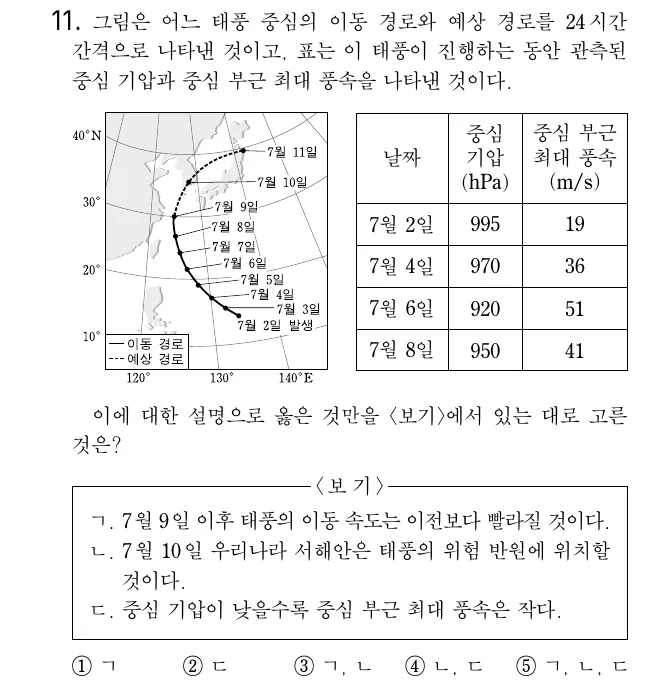 11. 그림은 어느 태풍 중심의 이동 경로와 예상 경로를 24시간
간격으로 나타낸 것이고, 표는 이 태풍이 진행하는 동안 관측된
중심 기압과 중심 부근 최대 풍속을 나타낸 것이다.
40°N
30°
20°
10°
120°
130°
140°E
7월 11일
7월 10일
7월 9일
7월 8일
7월 7일
7월 6일
7월 5일
7월 4일
7월 3일
7월 2일 발생
이동 경로
예상 경로
날짜 중심 기압 (hPa) 중심 부근 최대 풍속 (m/s)
7월 2일 995 19
7월 4일 970 36
7월 6일 920 51
7월 8일 950 41
이에 대한 설명으로 옳은 것만을 〈보기〉에서 있는 대로 고른
것은?
〈보 기〉
ㄱ. 7월 9일 이후 태풍의 이동 속도는 이전보다 빨라질 것이다.
ㄴ. 7월 10일 우리나라 서해안은 태풍의 위험 반원에 위치할
것이다.
ㄷ. 중심 기압이 낮을수록 중심 부근 최대 풍속은 작다.
① ㄱ ② ㄷ ③ ㄱ, ㄴ ④ ㄴ, ㄷ ⑤ ㄱ, ㄴ, ㄷ